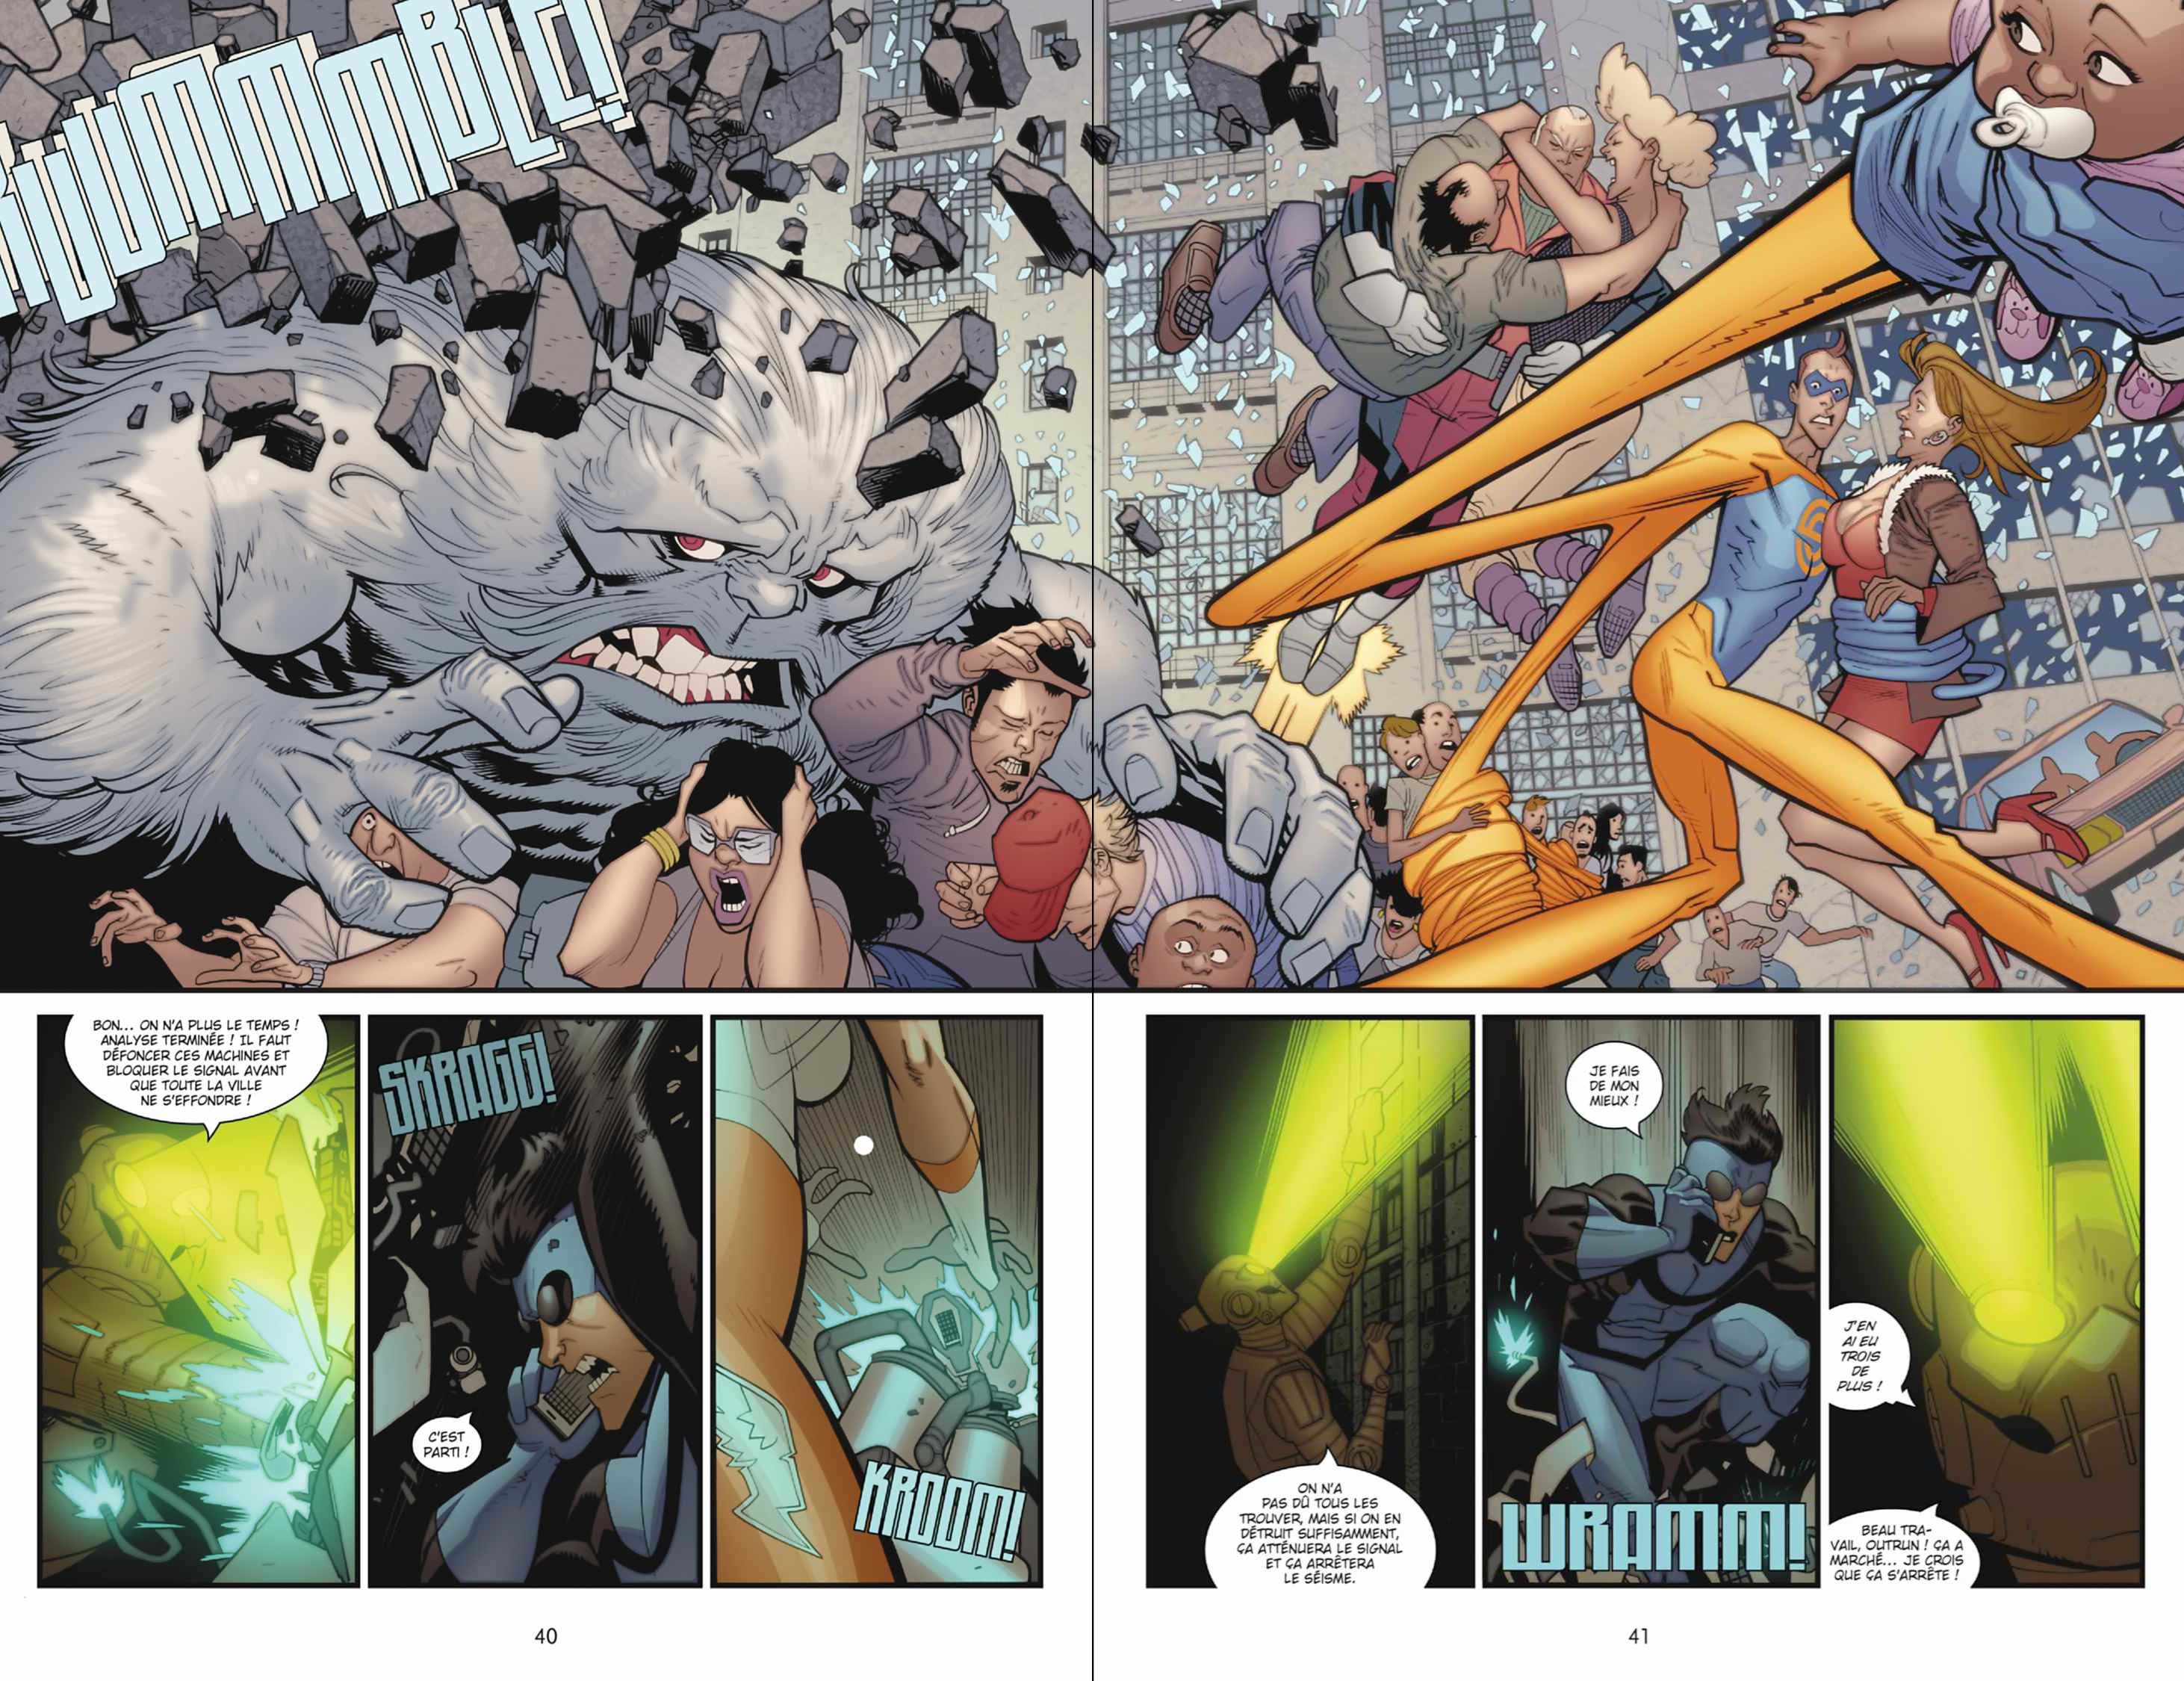 BON... ON N'A PLUS LE TEMPS !
ANALYSE TERMINÉE ! IL FAUT
DÉFONCER CES MACHINES ET
BLOQUER LE SIGNAL AVANT
QUE TOUTE LA VILLE
NE S'EFFONDRE !
SKRAGG!
C'EST
PARTI !
KROOM!
40
ON N'A
PAS DÛ TOUS LES
TROUVER, MAIS SI ON EN
DÉTRUIT SUFFISAMMENT,
ÇA ATTÉNUERA LE SIGNAL
ET ÇA ARRÊTERA
LE SÉISME.
JE FAIS
DE MON
MIEUX !
WRAMM!
J'EN
AI EU
TROIS
DE
PLUS !
BEAU TRA-
VAIL, OUTRUN ! ÇA A
MARCHÉ... JE CROIS
QUE ÇA S'ARRÊTE !
41